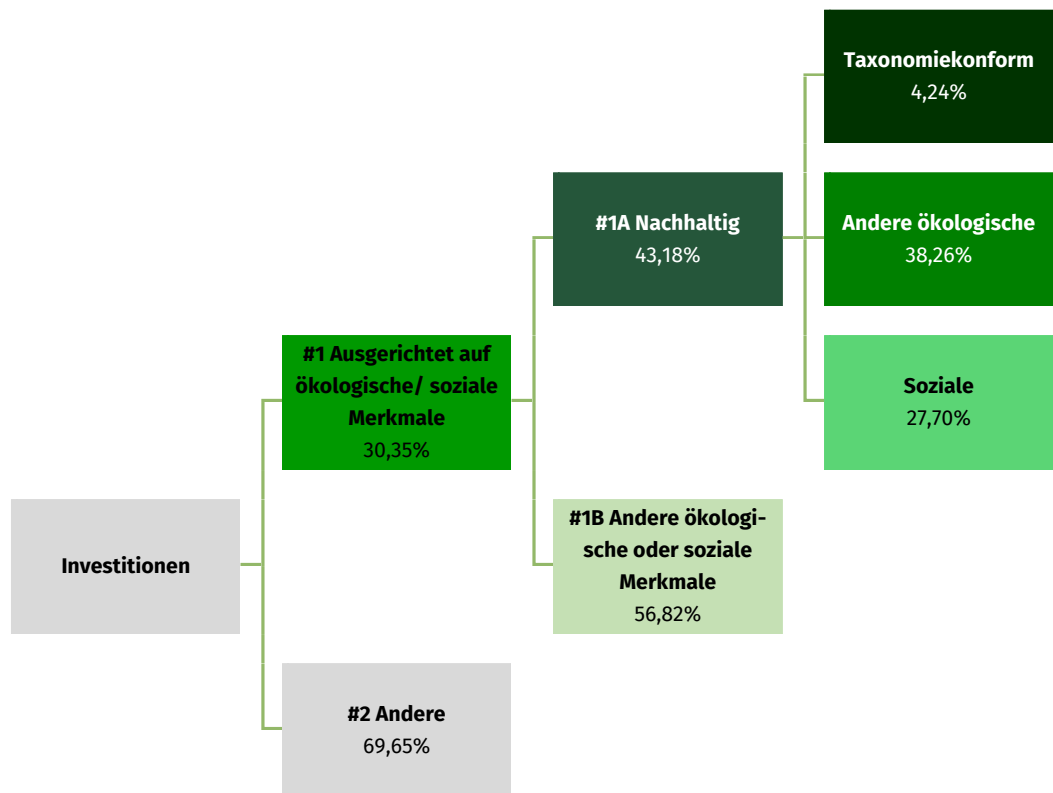 Taxonomiekonform
4,24%
#1A Nachhaltig
43,18%
Andere ökologische
38,26%
#1 Ausgerichtet auf
ökologische/ soziale
Merkmale
30,35%
Soziale
27,70%
Investitionen
#1B Andere ökologi-
sche oder soziale
Merkmale
56,82%
#2 Andere
69,65%